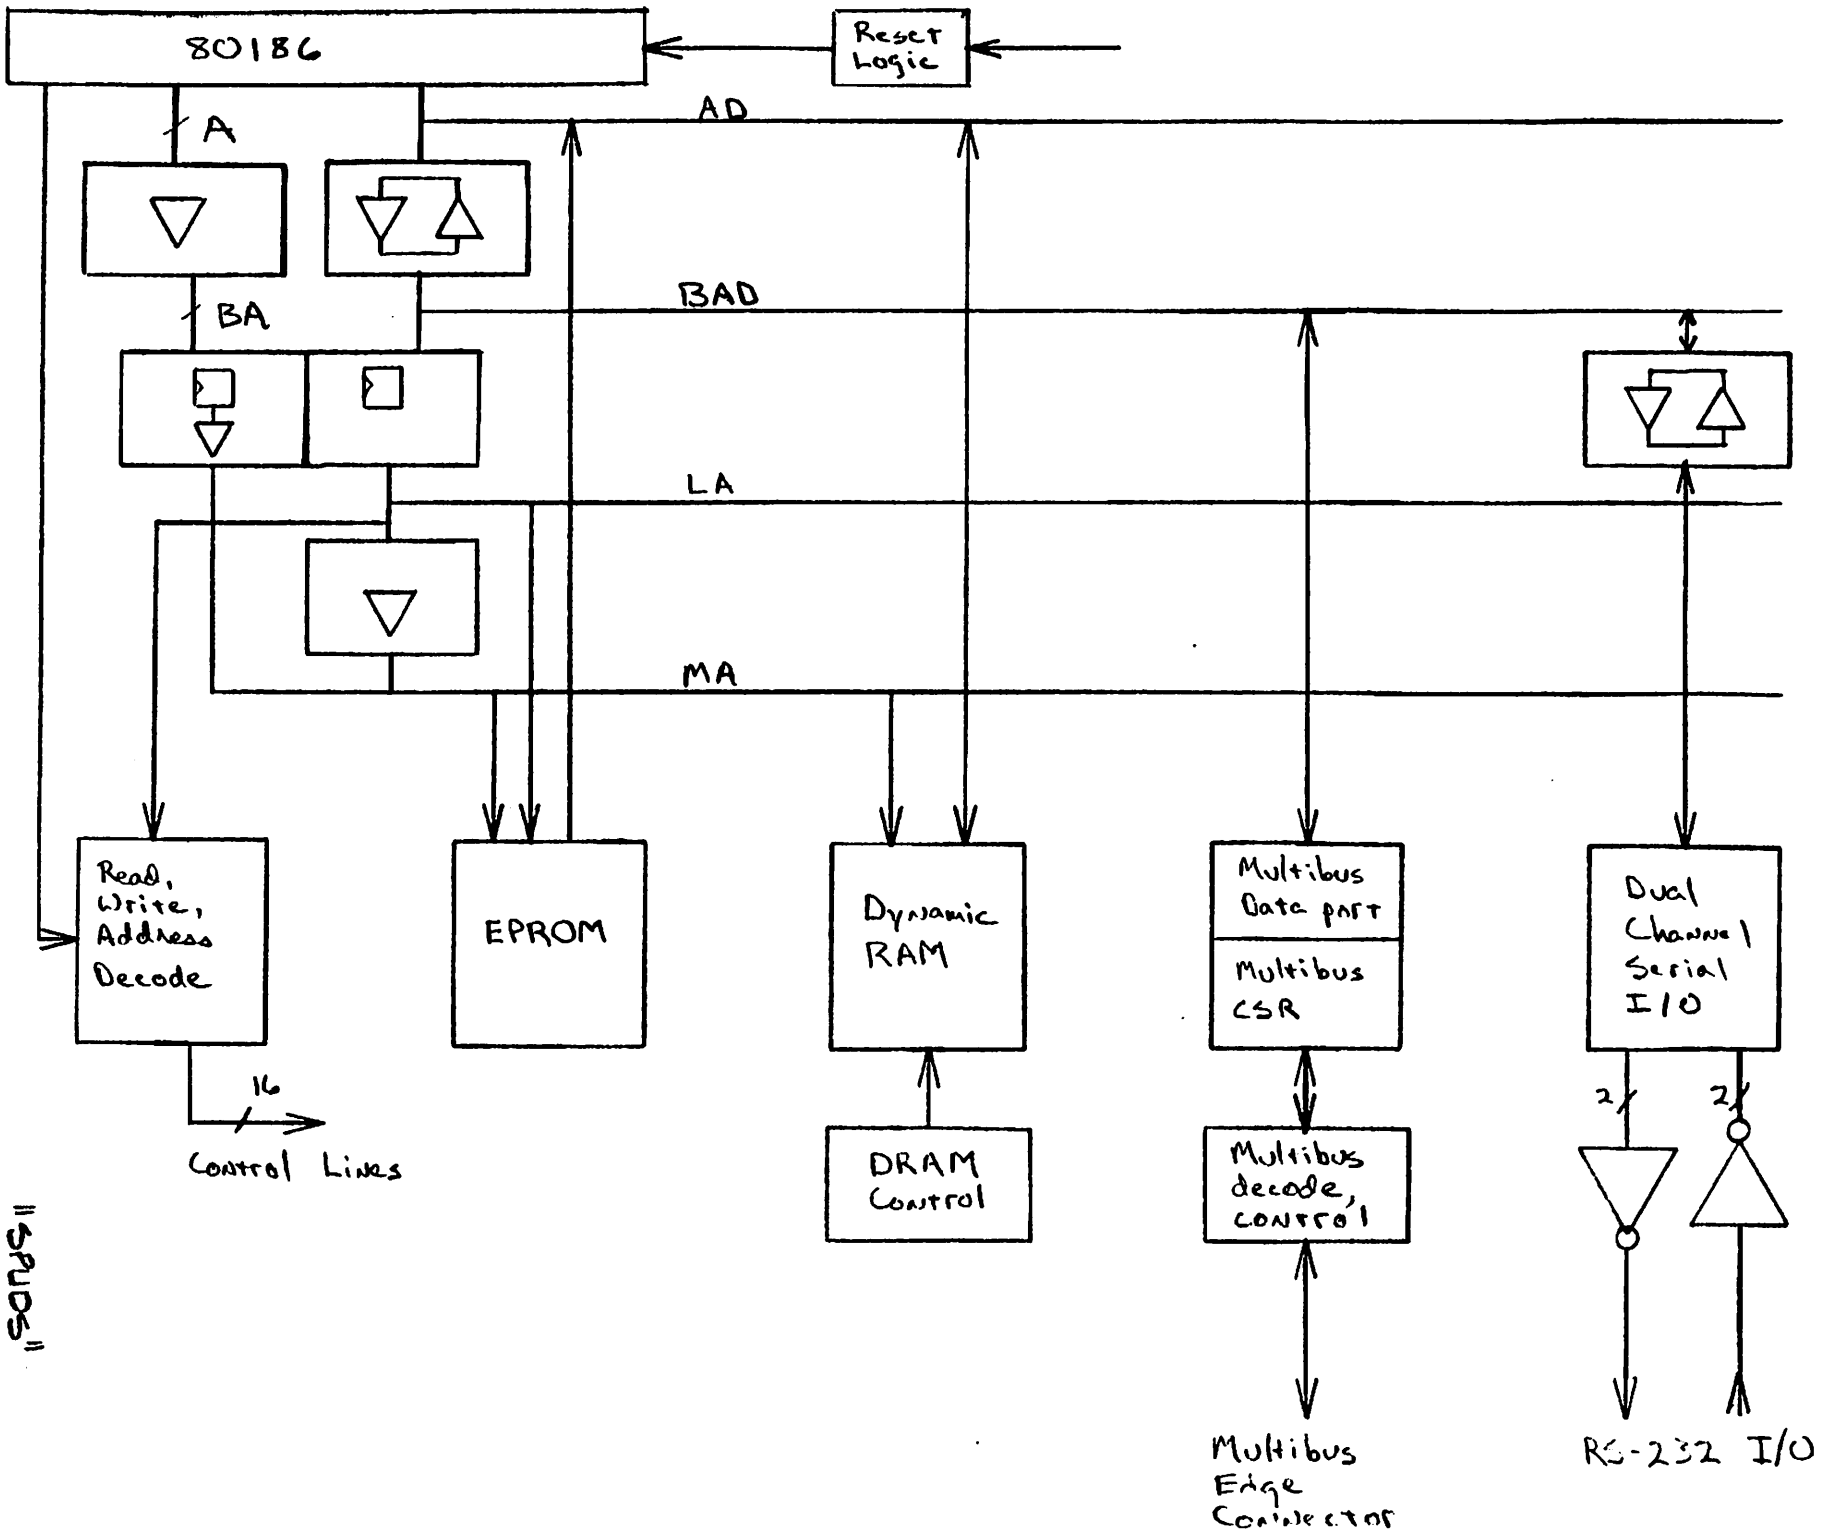 80186
Reset
Logic
A
AD
BA
BAD
LA
MA
Read,
Write,
Address
Decode
EPROM
Dynamic
RAM
Multibus
Data port
Multibus
CSR
Dual
Channel
Serial
I/O
16
Control Lines
DRAM
Control
Multibus
decode,
control
2
2
"SPUDS"
Multibus
Edge
Connector
RS-232 I/O